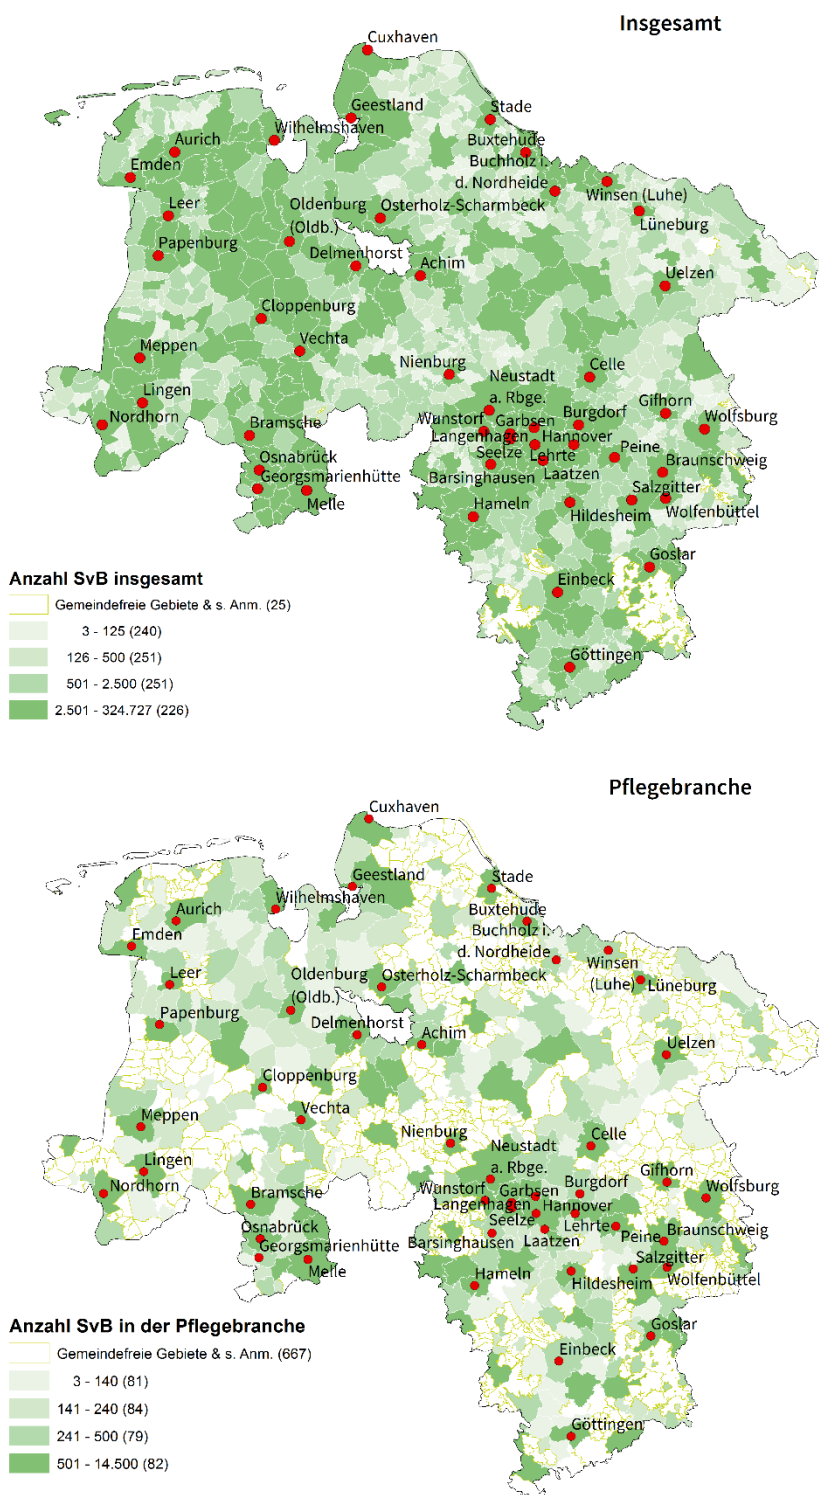 Insgesamt
Cuxhaven
Geestland
Stade
Wilhelmshaven
Aurich
Buxtehude
Emden
Buchholz i.
d. Nordheide
Winsen (Luhe)
Leer
Oldenburg
(Oldb.)
Osterholz-Scharmbeck
Lüneburg
Papenburg
Delmenhorst
Achim
Uelzen
Cloppenburg
Vechta
Meppen
Nienburg
Neustadt
a. Rbge.
Celle
Lingen
Gifhorn
Nordhorn
Bramsche
Wunstorf
Garbsen
Burgdorf
Wolfsburg
Langenhagen
Hannover
Peine
Osnabrück
Seelze
Lehrte
Braunschweig
Georgsmarienhütte
Barsinghausen
Laatzen
Salzgitter
Melle
Hameln
Hildesheim
Wolfenbüttel
Goslar
Einbeck
Göttingen
Anzahl SvB insgesamt
Gemeindefreie Gebiete & s. Anm. (25)
3 - 125 (240)
126 - 500 (251)
501 - 2.500 (251)
2.501 - 324.727 (226)
Pflegebranche
Cuxhaven
Geestland
Stade
Wilhelmshaven
Aurich
Buxtehude
Emden
Buchholz i.
d. Nordheide
Winsen
(Luhe)
Leer
Oldenburg
(Oldb.)
Osterholz-Scharmbeck
Lüneburg
Papenburg
Delmenhorst
Achim
Uelzen
Cloppenburg
Vechta
Meppen
Nienburg
Neustadt
a. Rbge.
Celle
Lingen
Gifhorn
Nordhorn
Bramsche
Wunstorf
Garbsen
Burgdorf
Wolfsburg
Langenhagen
Hannover
Osnabrück
Seelze
Lehrte
Peine
Braunschweig
Georgsmarienhütte
Barsinghausen
Laatzen
Salzgitter
Melle
Hameln
Hildesheim
Wolfenbüttel
Goslar
Einbeck
Göttingen
Anzahl SvB in der Pflegebranche
Gemeindefreie Gebiete & s. Anm. (667)
3 - 140 (81)
141 - 240 (84)
241 - 500 (79)
501 - 14.500 (82)